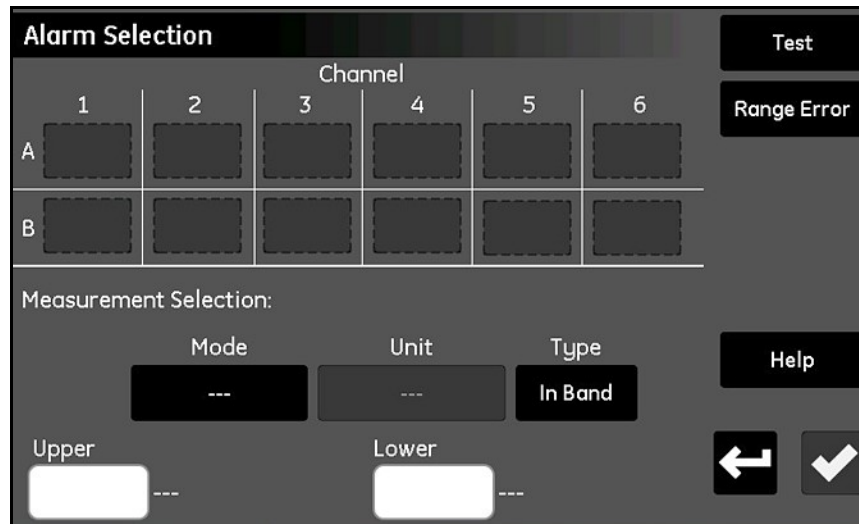 Alarm Selection
Test
Channel
1 2 3 4 5 6
Range Error
A
B
Measurement Selection:
Mode Unit Type
--- --- In Band
Help
Upper Lower
--- ---